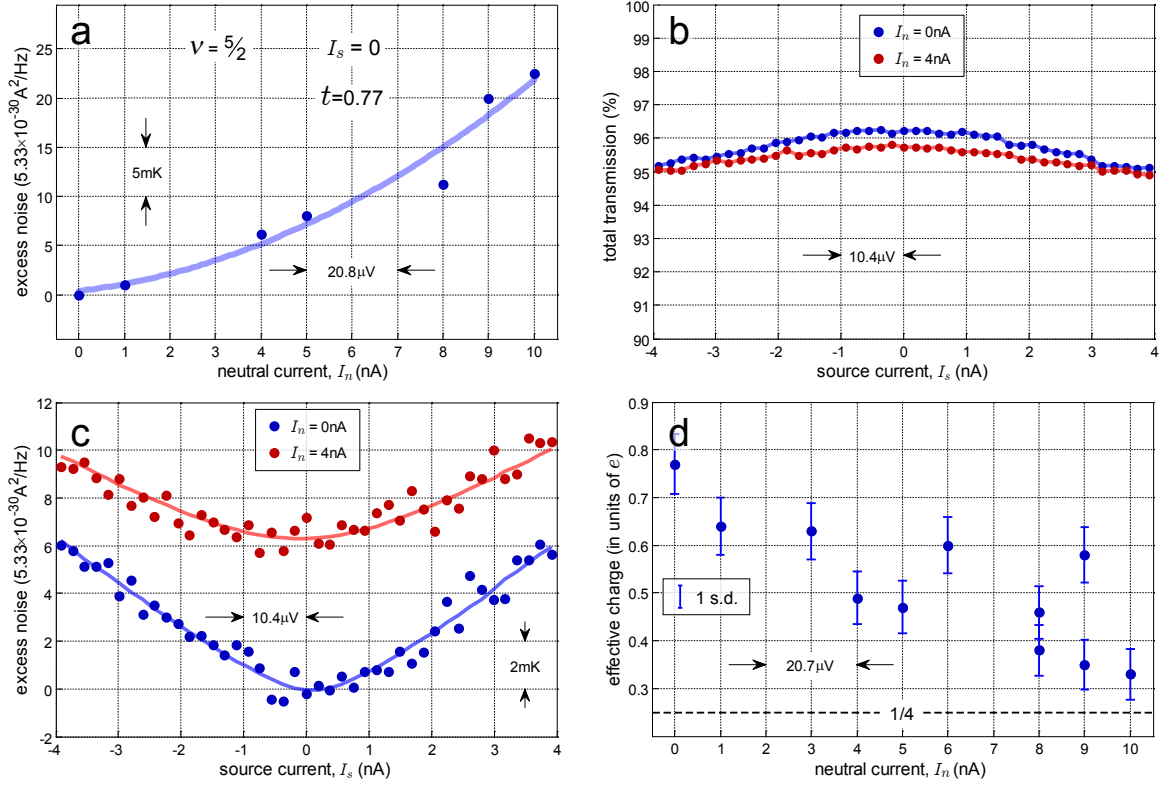 a
ν = 5/2
I_s = 0
t=0.77
5mK
20.8μV
25
20
15
10
5
0
0 1 2 3 4 5 6 7 8 9 10
excess noise (5.33×10⁻³⁰A²/Hz)
neutral current, I_n (nA)
b
I_n = 0nA
I_n = 4nA
10.4μV
100
99
98
97
96
95
94
93
92
91
90
-4 -3 -2 -1 0 1 2 3 4
total transmission (%)
source current, I_s (nA)
c
I_n = 0nA
I_n = 4nA
10.4μV
2mK
12
10
8
6
4
2
0
-2
-4 -3 -2 -1 0 1 2 3 4
excess noise (5.33×10⁻³⁰A²/Hz)
source current, I_s (nA)
d
1 s.d.
20.7μV
1/4
0.9
0.8
0.7
0.6
0.5
0.4
0.3
0 1 2 3 4 5 6 7 8 9 10
effective charge (in units of e)
neutral current, I_n (nA)